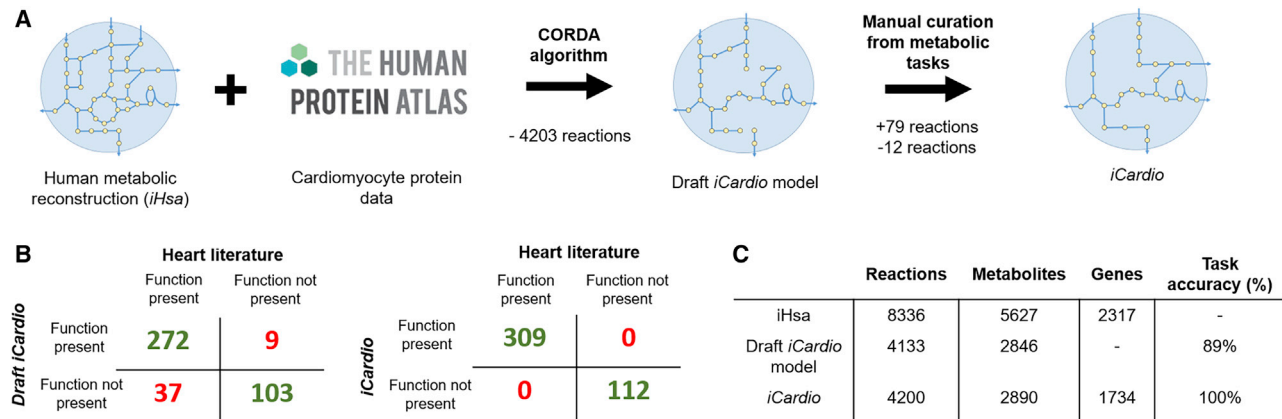 A
Human metabolic
reconstruction (iHsa)
+
THE HUMAN
PROTEIN ATLAS
Cardiomyocyte protein
data
CORDA
algorithm
- 4203 reactions
Draft iCardio model
Manual curation
from metabolic
tasks
+79 reactions
-12 reactions
iCardio
B
Heart literature
Function
present
Function not
present
Draft iCardio
Function
present
272
9
Function not
present
37
103
Heart literature
Function
present
Function not
present
iCardio
Function
present
309
0
Function not
present
0
112
C
Reactions Metabolites Genes Task
accuracy (%)
iHsa 8336 5627 2317 -
Draft iCardio
model 4133 2846 - 89%
iCardio 4200 2890 1734 100%